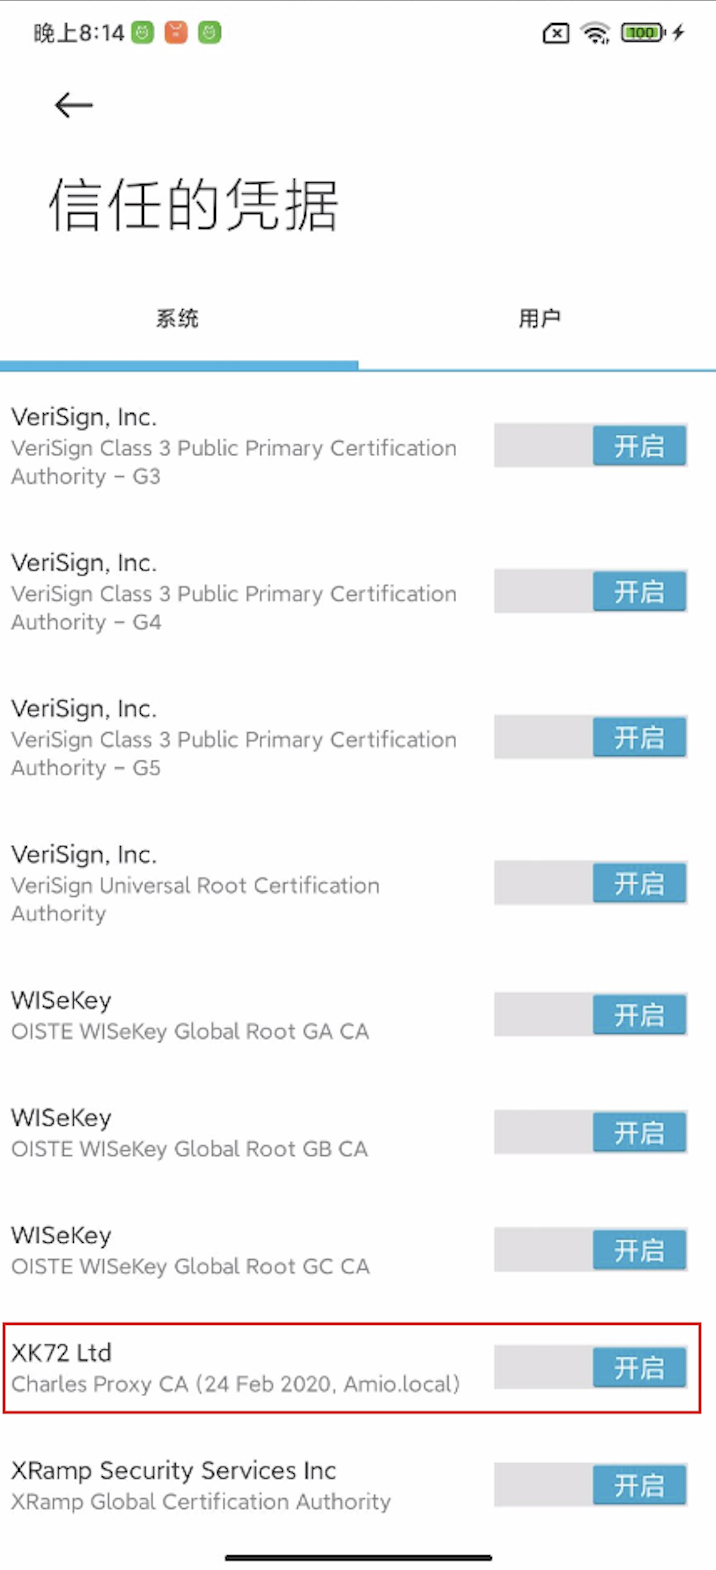 晚上8:14
100
信任的凭据
系统
用户
VeriSign, Inc.
VeriSign Class 3 Public Primary Certification
Authority – G3
开启
VeriSign, Inc.
VeriSign Class 3 Public Primary Certification
Authority – G4
开启
VeriSign, Inc.
VeriSign Class 3 Public Primary Certification
Authority – G5
开启
VeriSign, Inc.
VeriSign Universal Root Certification
Authority
开启
WISeKey
OISTE WISeKey Global Root GA CA
开启
WISeKey
OISTE WISeKey Global Root GB CA
开启
WISeKey
OISTE WISeKey Global Root GC CA
开启
XK72 Ltd
Charles Proxy CA (24 Feb 2020, Amio.local)
开启
XRamp Security Services Inc
XRamp Global Certification Authority
开启